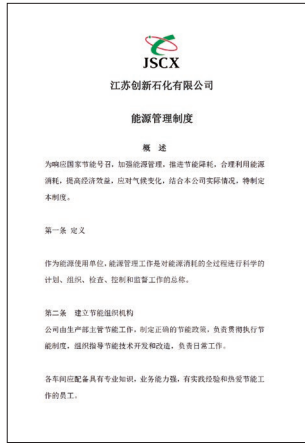 JSCX
江苏创新石化有限公司
能源管理制度
概 述
为响应国家节能号召，加强能源管理、推进节能降耗，合理利用能源
消耗，提高经济效益，应对气候变化，结合本公司实际情况，特制定
本制度。
第一条 定义
作为能源使用单位，能源管理工作是对能源消耗的全过程进行科学的
计划、组织、检查、控制和监督工作的总称。
第二条 建立节能组织机构
公司由生产部主管节能工作，制定正确的节能政策，负责贯彻执行节
能制度，组织指导节能技术开发和改造，负责日常工作。
各车间应配备具有专业知识，业务能力强，有实践经验和热爱节能工
作的员工。